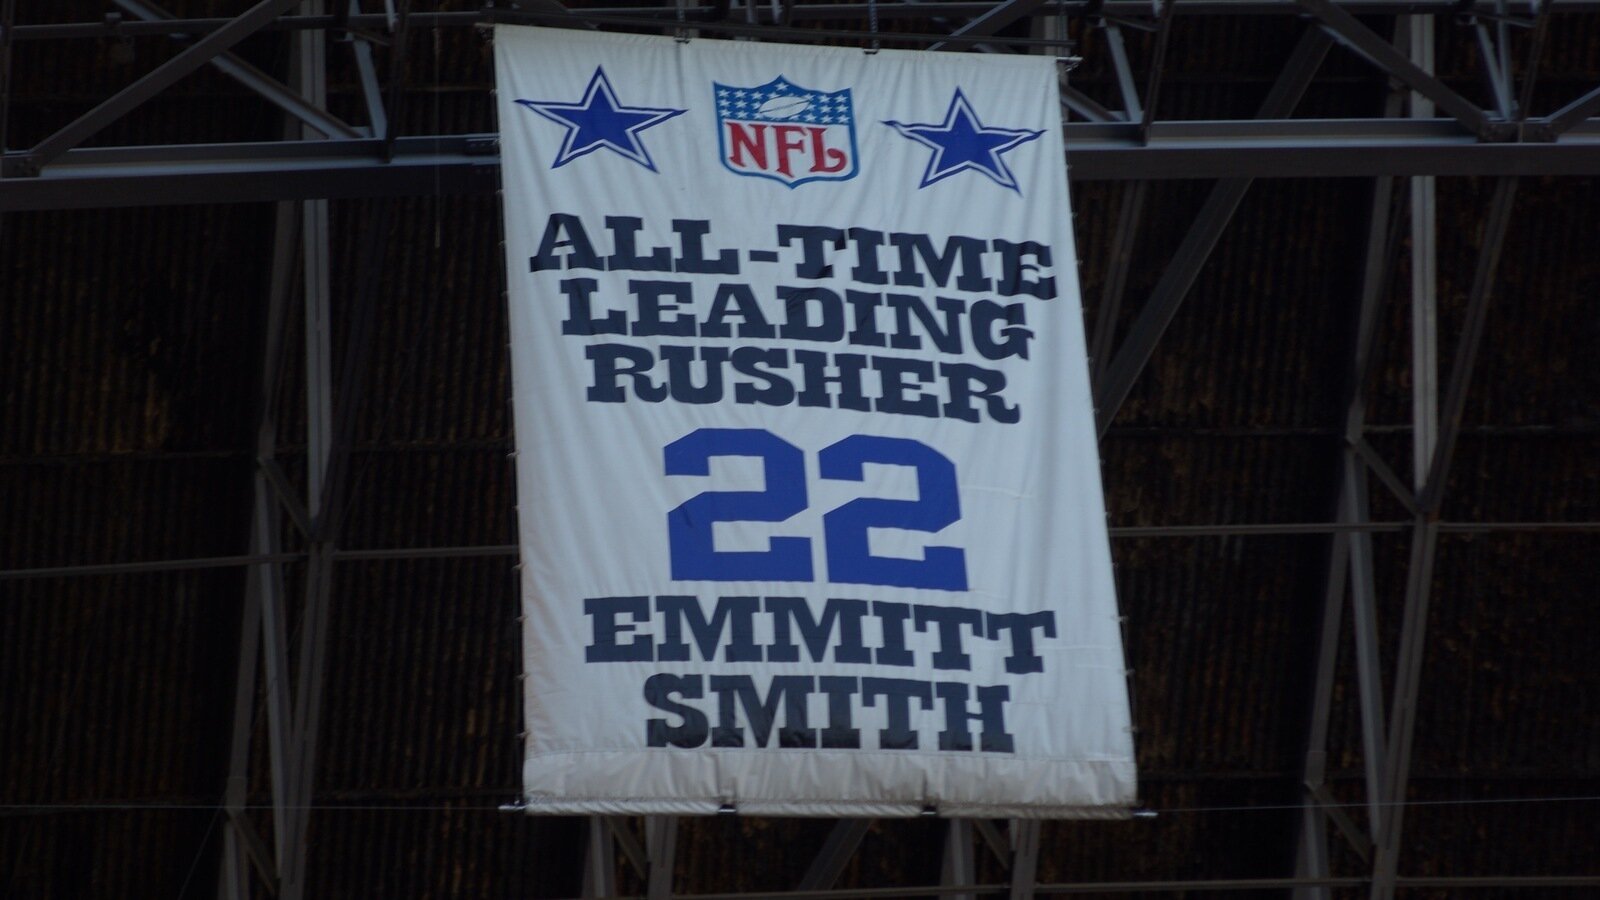 NFL
ALL-TIME
LEADING
RUSHER
22
EMMITT
SMITH